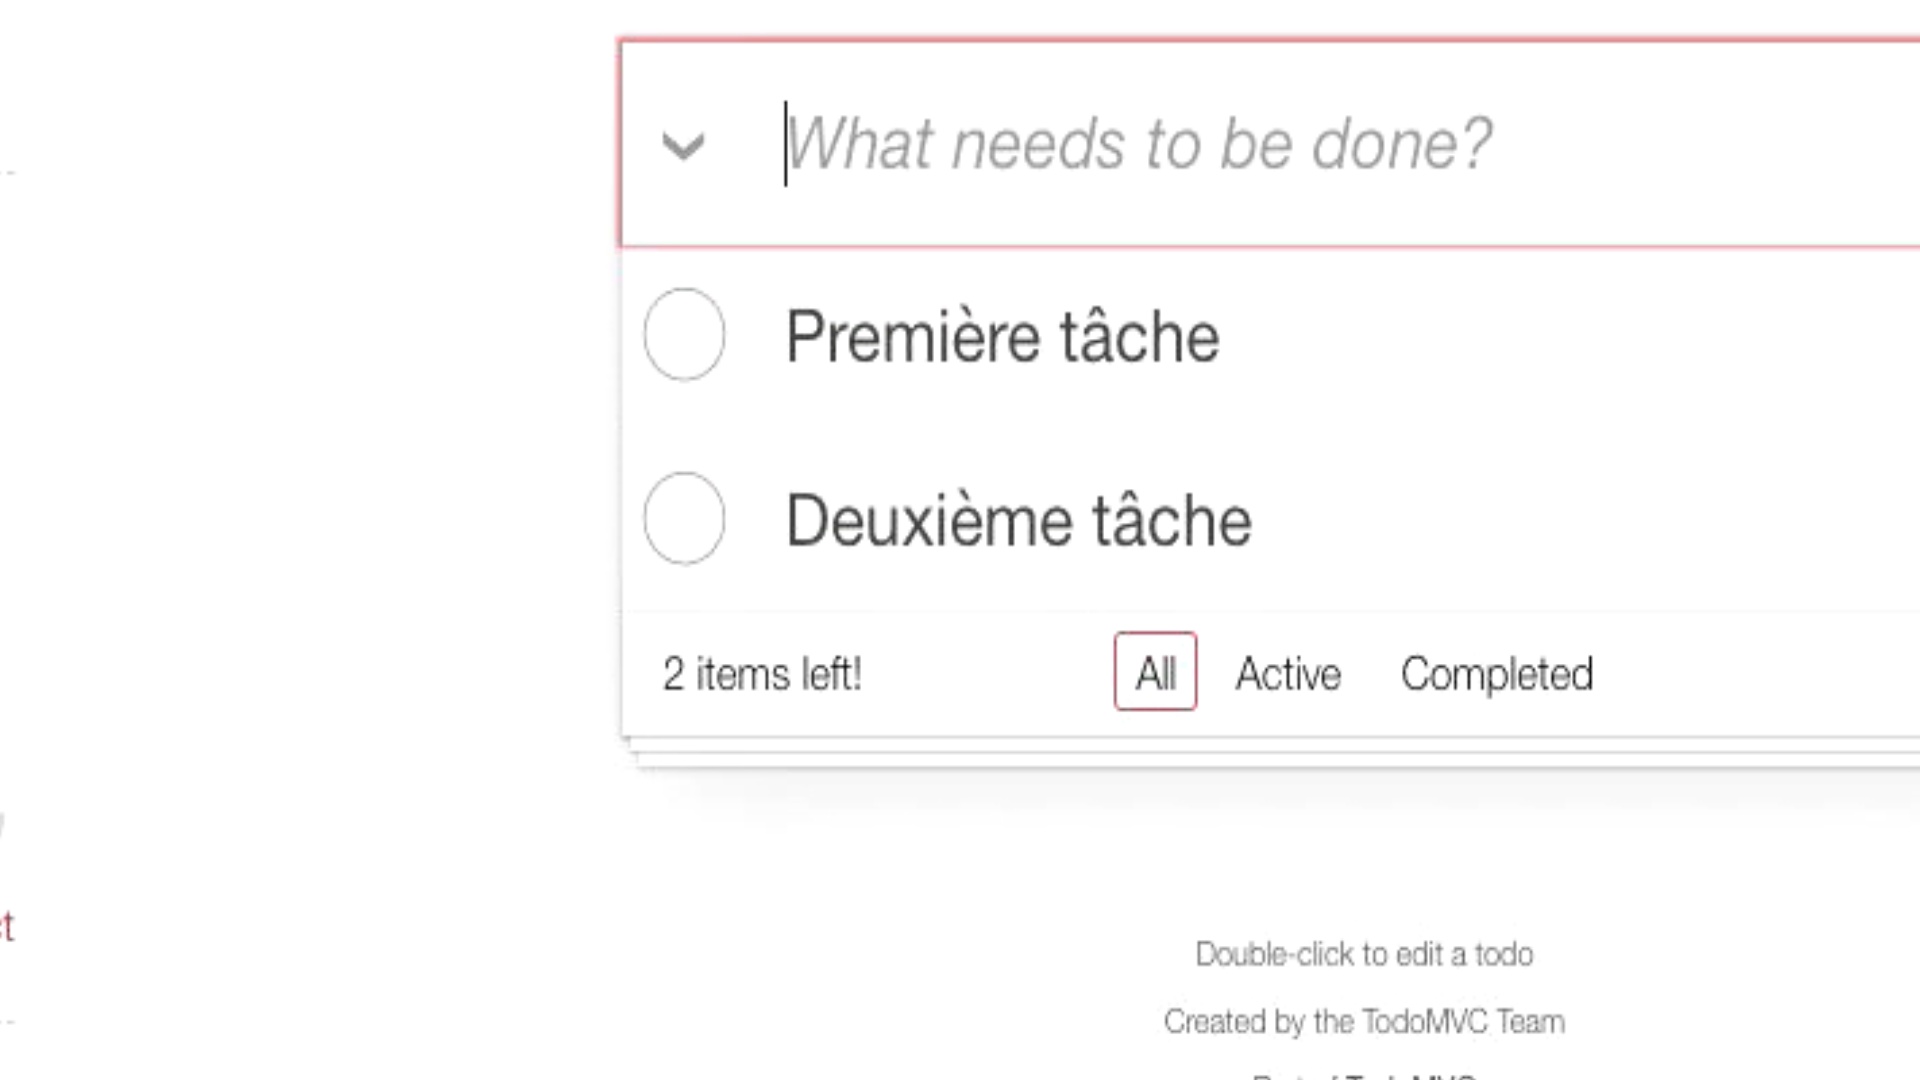 What needs to be done?
Première tâche
Deuxième tâche
2 items left! All Active Completed
Double-click to edit a todo
Created by the TodoMVC Team